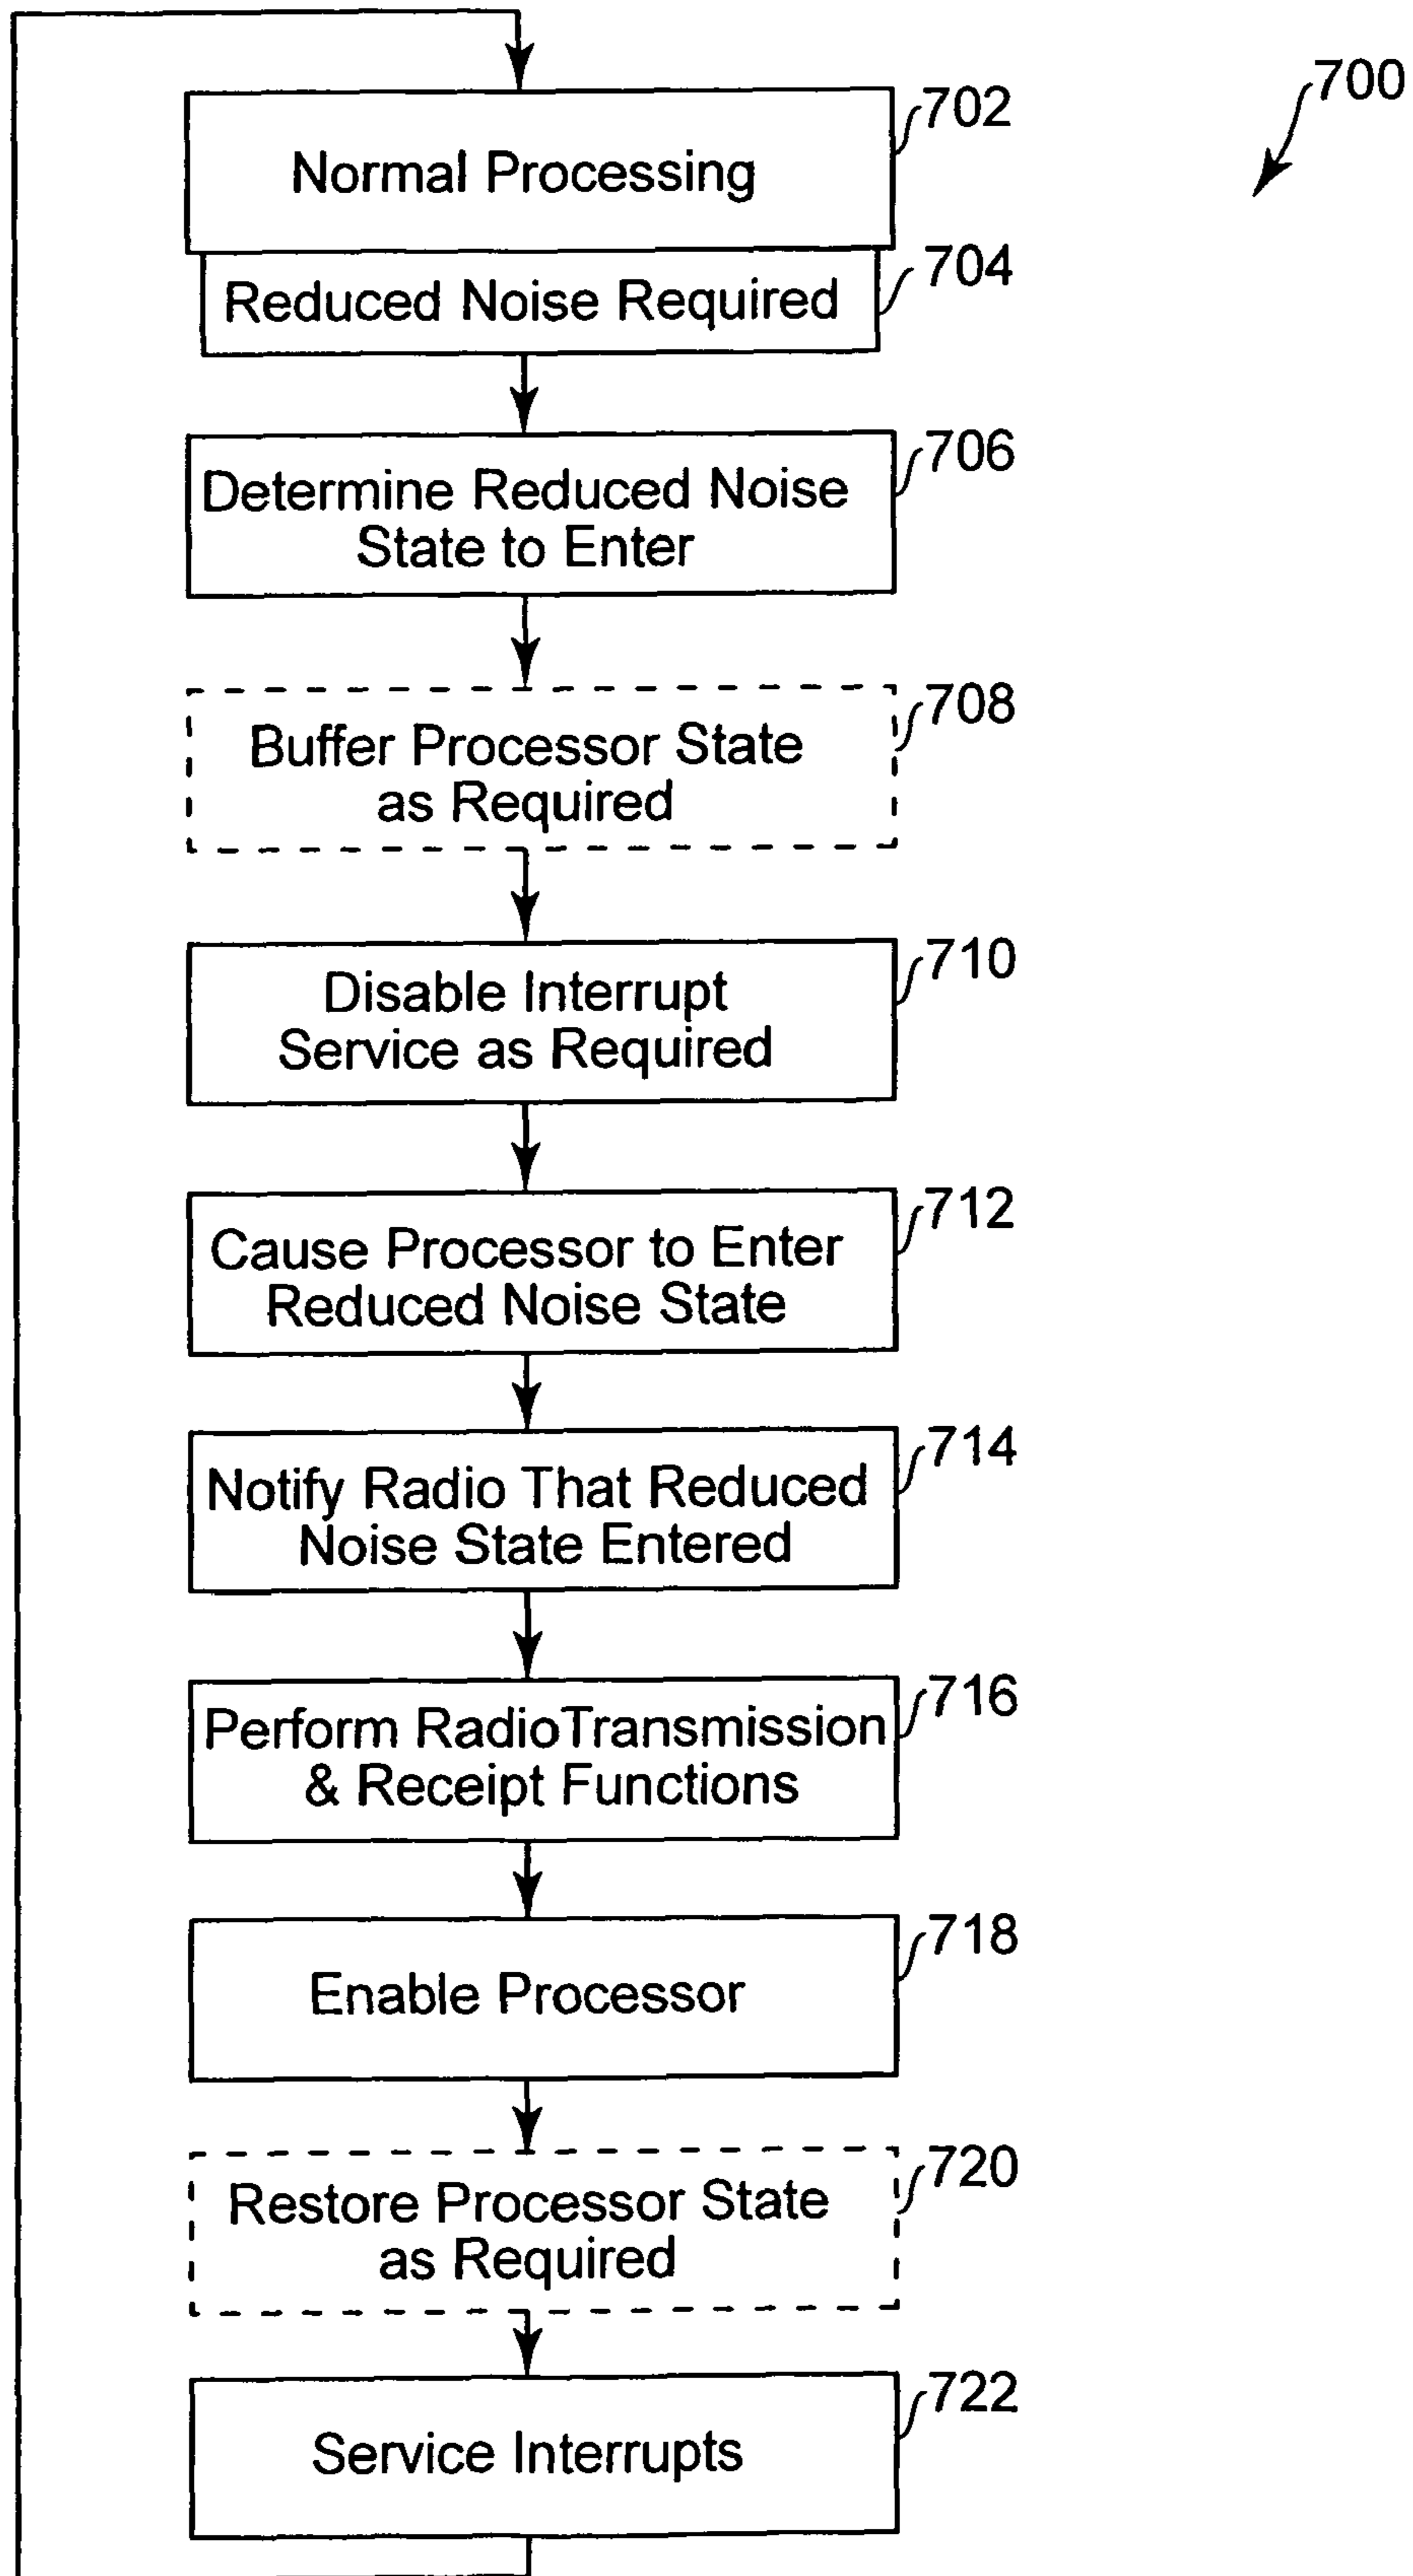 700
702
Normal Processing
704
Reduced Noise Required
706
Determine Reduced Noise
State to Enter
708
Buffer Processor State
as Required
710
Disable Interrupt
Service as Required
712
Cause Processor to Enter
Reduced Noise State
714
Notify Radio That Reduced
Noise State Entered
716
Perform RadioTransmission
& Receipt Functions
718
Enable Processor
720
Restore Processor State
as Required
722
Service Interrupts